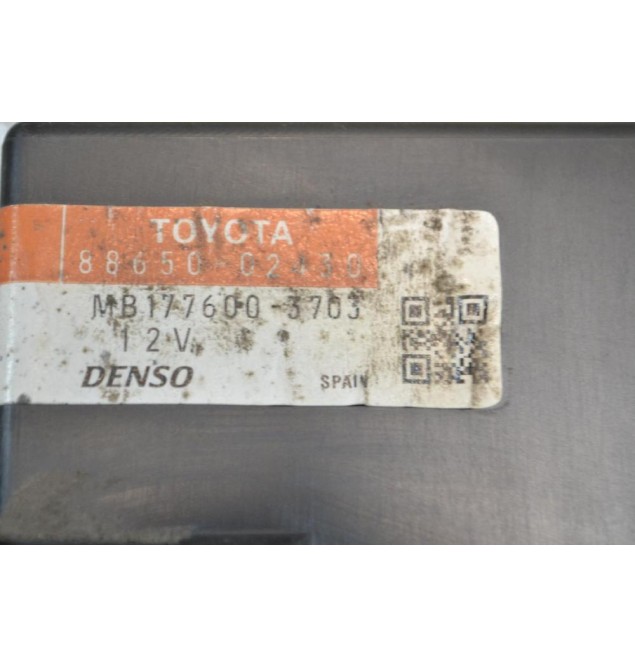 TOYOTA
88650-02430
MB177600-3703
12V
DENSO
SPAIN